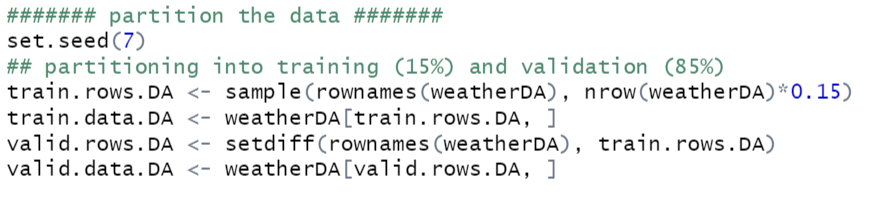 ####### partition the data #######
set.seed(7)
## partitioning into training (15%) and validation (85%)
train.rows.DA <- sample(rownames(weatherDA), nrow(weatherDA)*0.15)
train.data.DA <- weatherDA[train.rows.DA, ]
valid.rows.DA <- setdiff(rownames(weatherDA), train.rows.DA)
valid.data.DA <- weatherDA[valid.rows.DA, ]